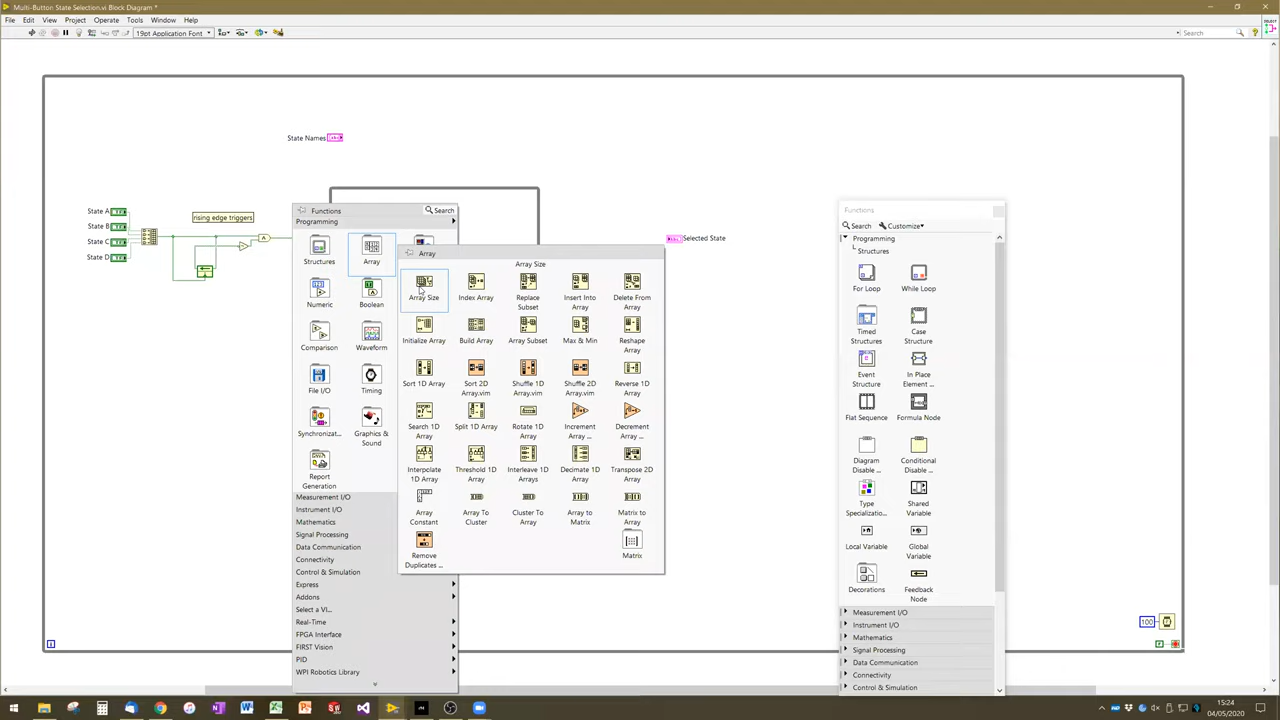 Multi-Button State Selection.vi Block Diagram *
File Edit View Project Operate Tools Window Help
19pt Application Font
Search
SELECT
State Names
abc
State A
State B
State C
State D
TF
TF
TF
TF
rising edge triggers
Selected State
Functions
Search
Programming
Structures
Array
Numeric
Boolean
Comparison
Waveform
File I/O
Timing
Synchronizat...
Graphics & Sound
Report Generation
Measurement I/O
Instrument I/O
Mathematics
Signal Processing
Data Communication
Connectivity
Control & Simulation
Express
Addons
Select a VI...
Real-Time
FPGA Interface
FIRST Vision
PID
WPI Robotics Library
Array
Array Size
Array Size
Index Array
Replace Subset
Insert Into Array
Delete From Array
Initialize Array
Build Array
Array Subset
Max & Min
Reshape Array
Sort 1D Array
Sort 2D Array.vim
Shuffle 1D Array.vim
Shuffle 2D Array.vim
Reverse 1D Array
Search 1D Array
Split 1D Array
Rotate 1D Array
Increment Array ...
Decrement Array ...
Interpolate 1D Array
Threshold 1D Array
Interleave 1D Arrays
Decimate 1D Array
Transpose 2D Array
Array Constant
Array To Cluster
Cluster To Array
Array to Matrix
Matrix to Array
Remove Duplicates ...
Matrix
Functions
Search Customize
Programming
Structures
For Loop
While Loop
Timed Structures
Case Structure
Event Structure
In Place Element ...
Flat Sequence
Formula Node
Diagram Disable ...
Conditional Disable ...
Type Specializatio...
Shared Variable
Local Variable
Global Variable
Decorations
Feedback Node
Measurement I/O
Instrument I/O
Mathematics
Signal Processing
Data Communication
Connectivity
Control & Simulation
100
i
F
15:24
04/05/2020